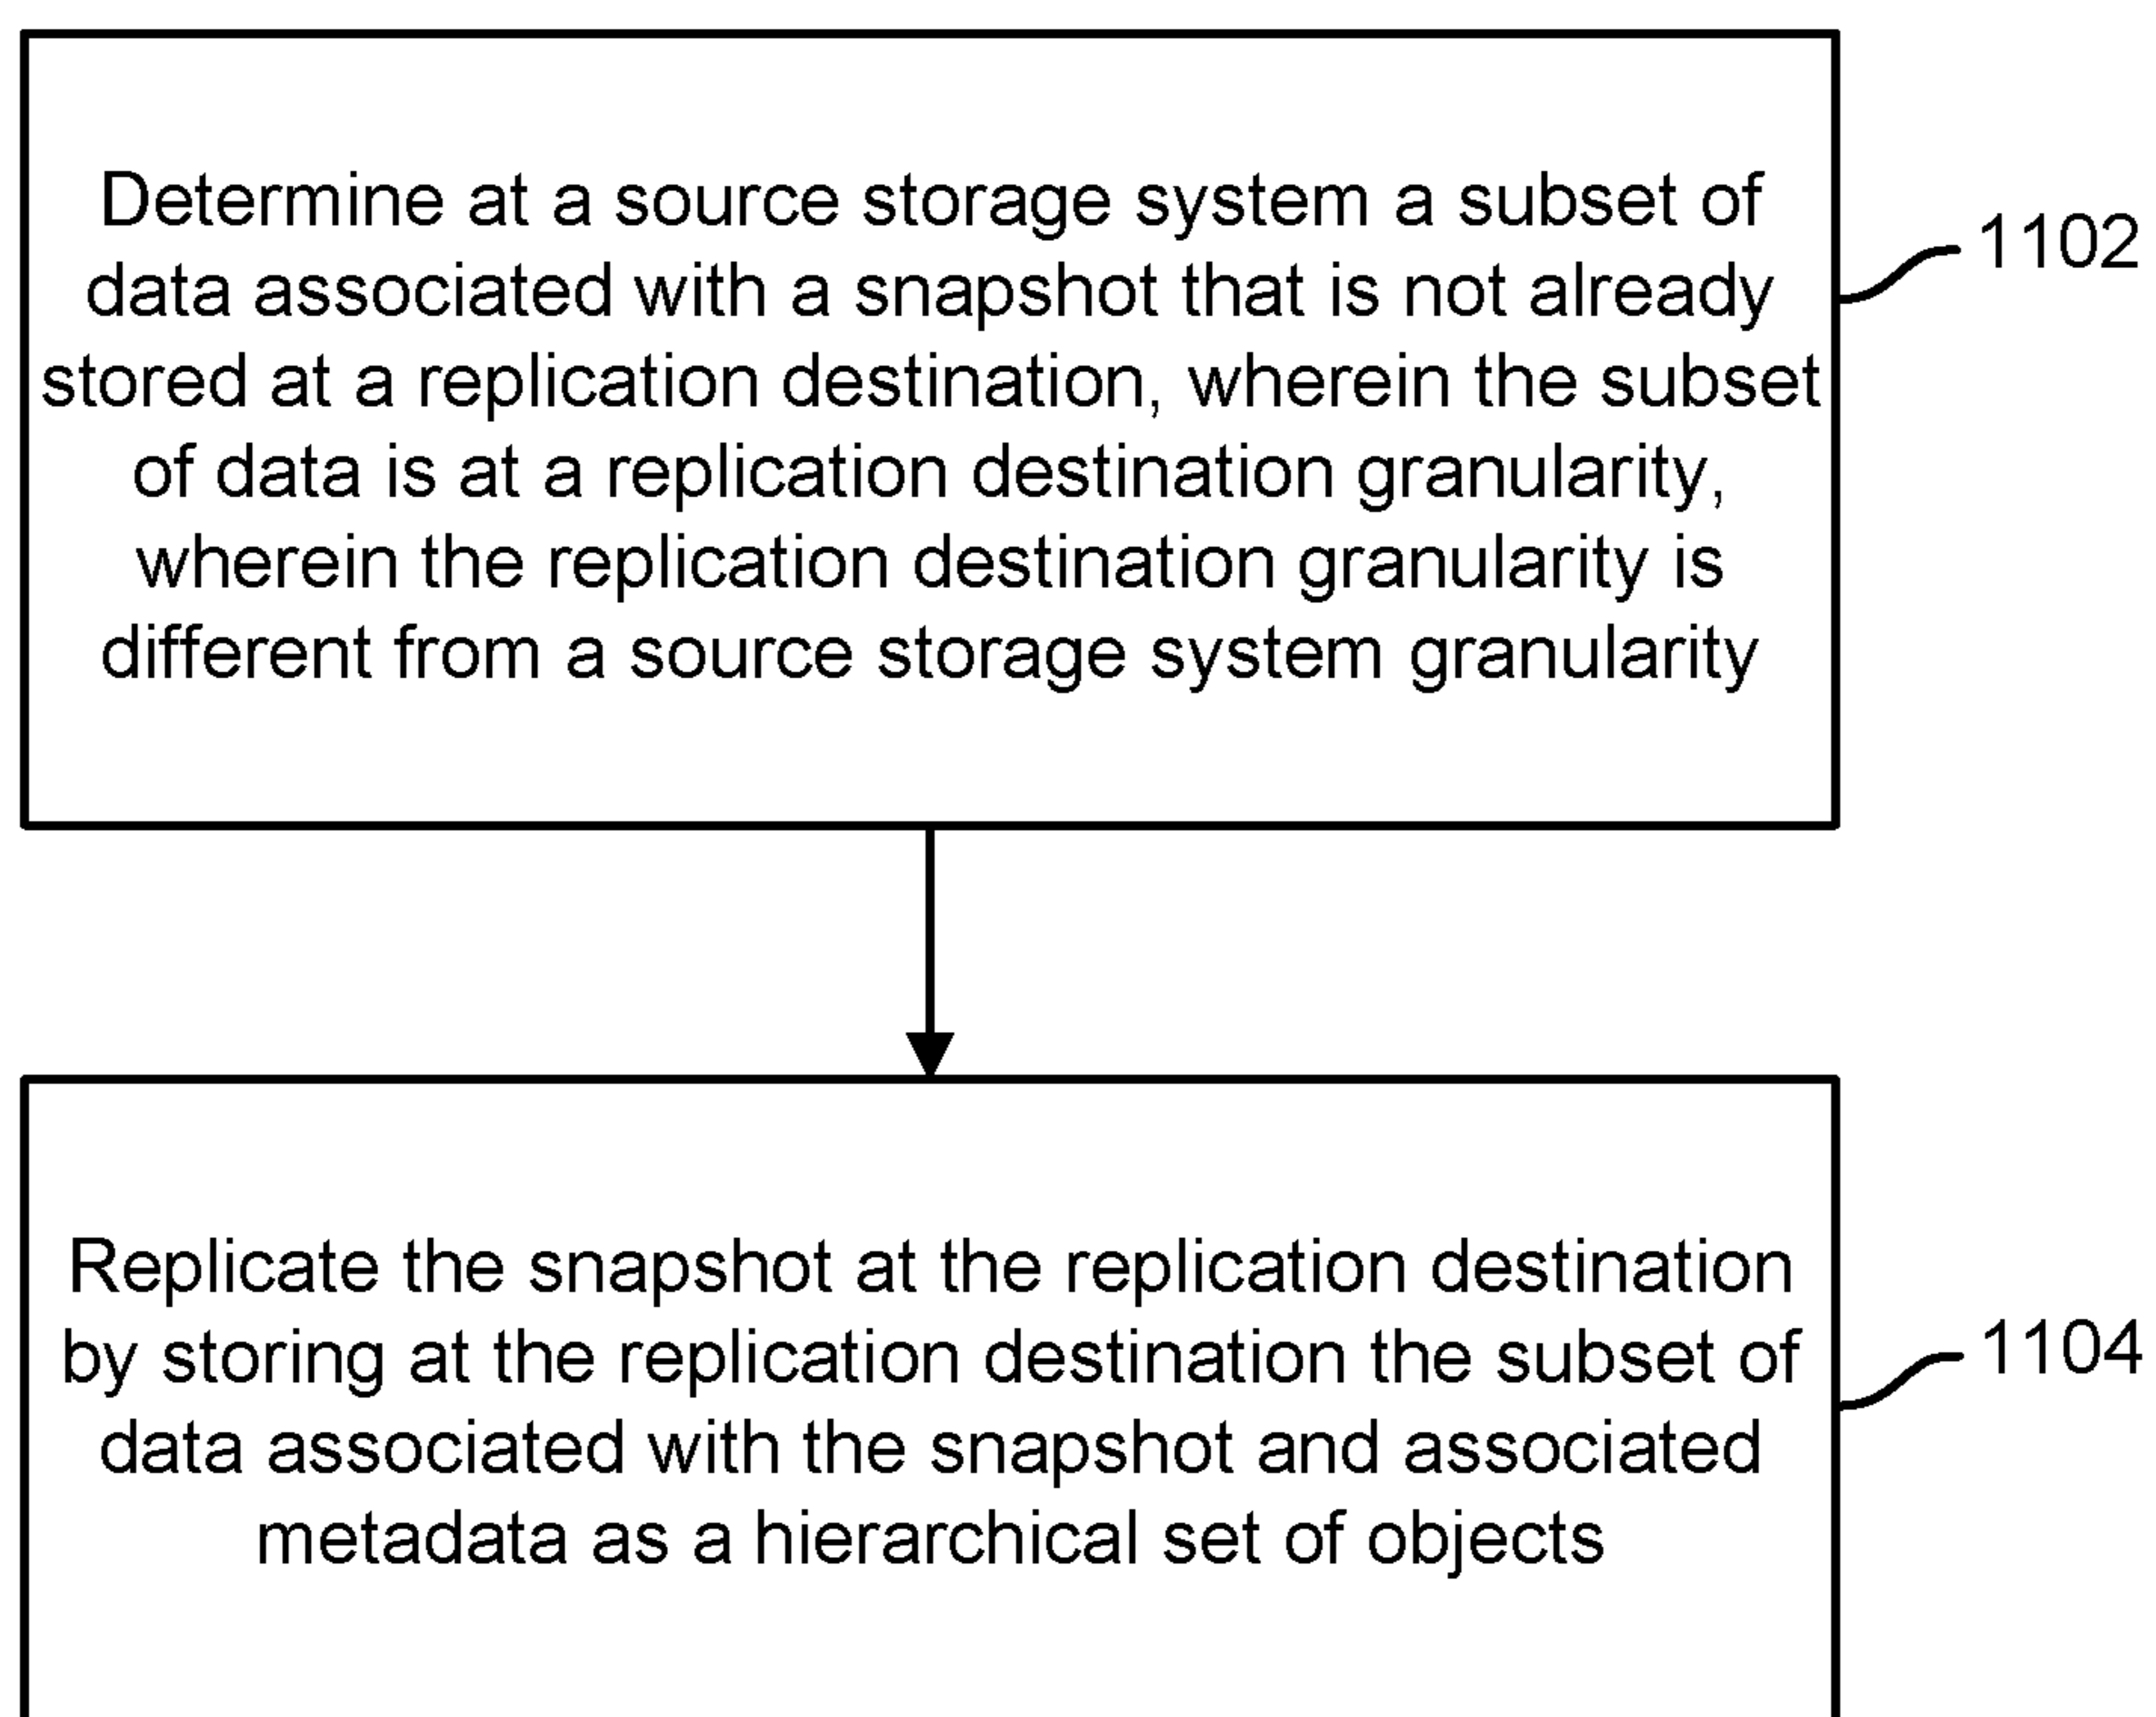 Determine at a source storage system a subset of
data associated with a snapshot that is not already
stored at a replication destination, wherein the subset
of data is at a replication destination granularity,
wherein the replication destination granularity is
different from a source storage system granularity
1102
Replicate the snapshot at the replication destination
by storing at the replication destination the subset of
data associated with the snapshot and associated
metadata as a hierarchical set of objects
1104